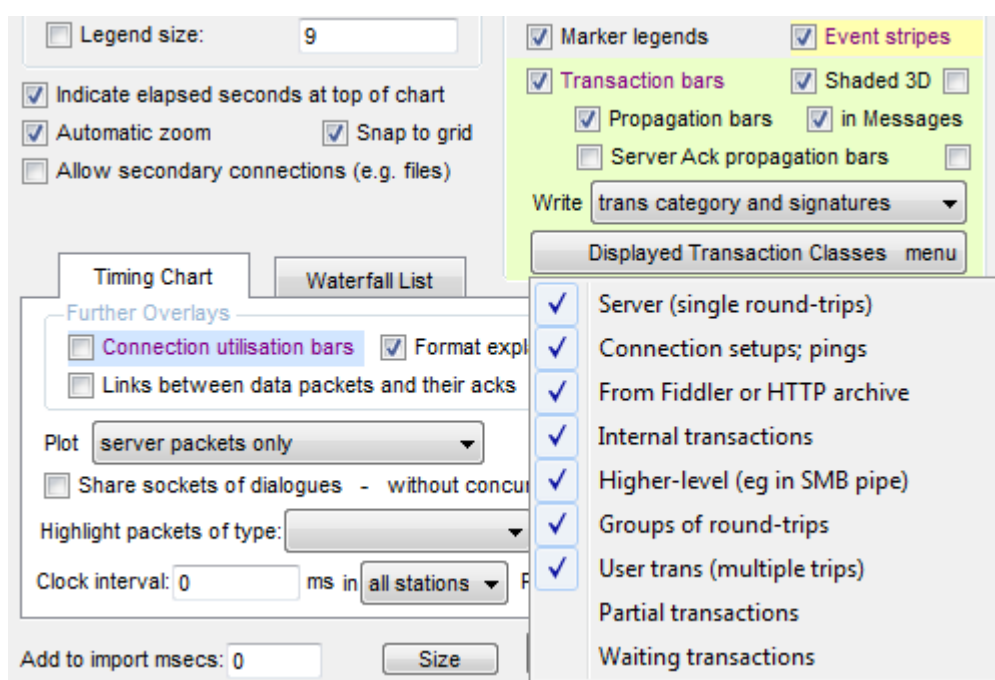 Legend size: 9
Marker legends Event stripes
Transaction bars Shaded 3D
Indicate elapsed seconds at top of chart
Propagation bars in Messages
Automatic zoom Snap to grid
Server Ack propagation bars
Allow secondary connections (e.g. files)
Write trans category and signatures
Displayed Transaction Classes menu
Timing Chart Waterfall List
Server (single round-trips)
Connection setups; pings
From Fiddler or HTTP archive
Internal transactions
Higher-level (eg in SMB pipe)
Groups of round-trips
User trans (multiple trips)
Partial transactions
Waiting transactions
Further Overlays
Connection utilisation bars Format expl
Links between data packets and their acks
Plot server packets only
Share sockets of dialogues - without concur
Highlight packets of type:
Clock interval: 0 ms in all stations
Add to import msecs: 0 Size